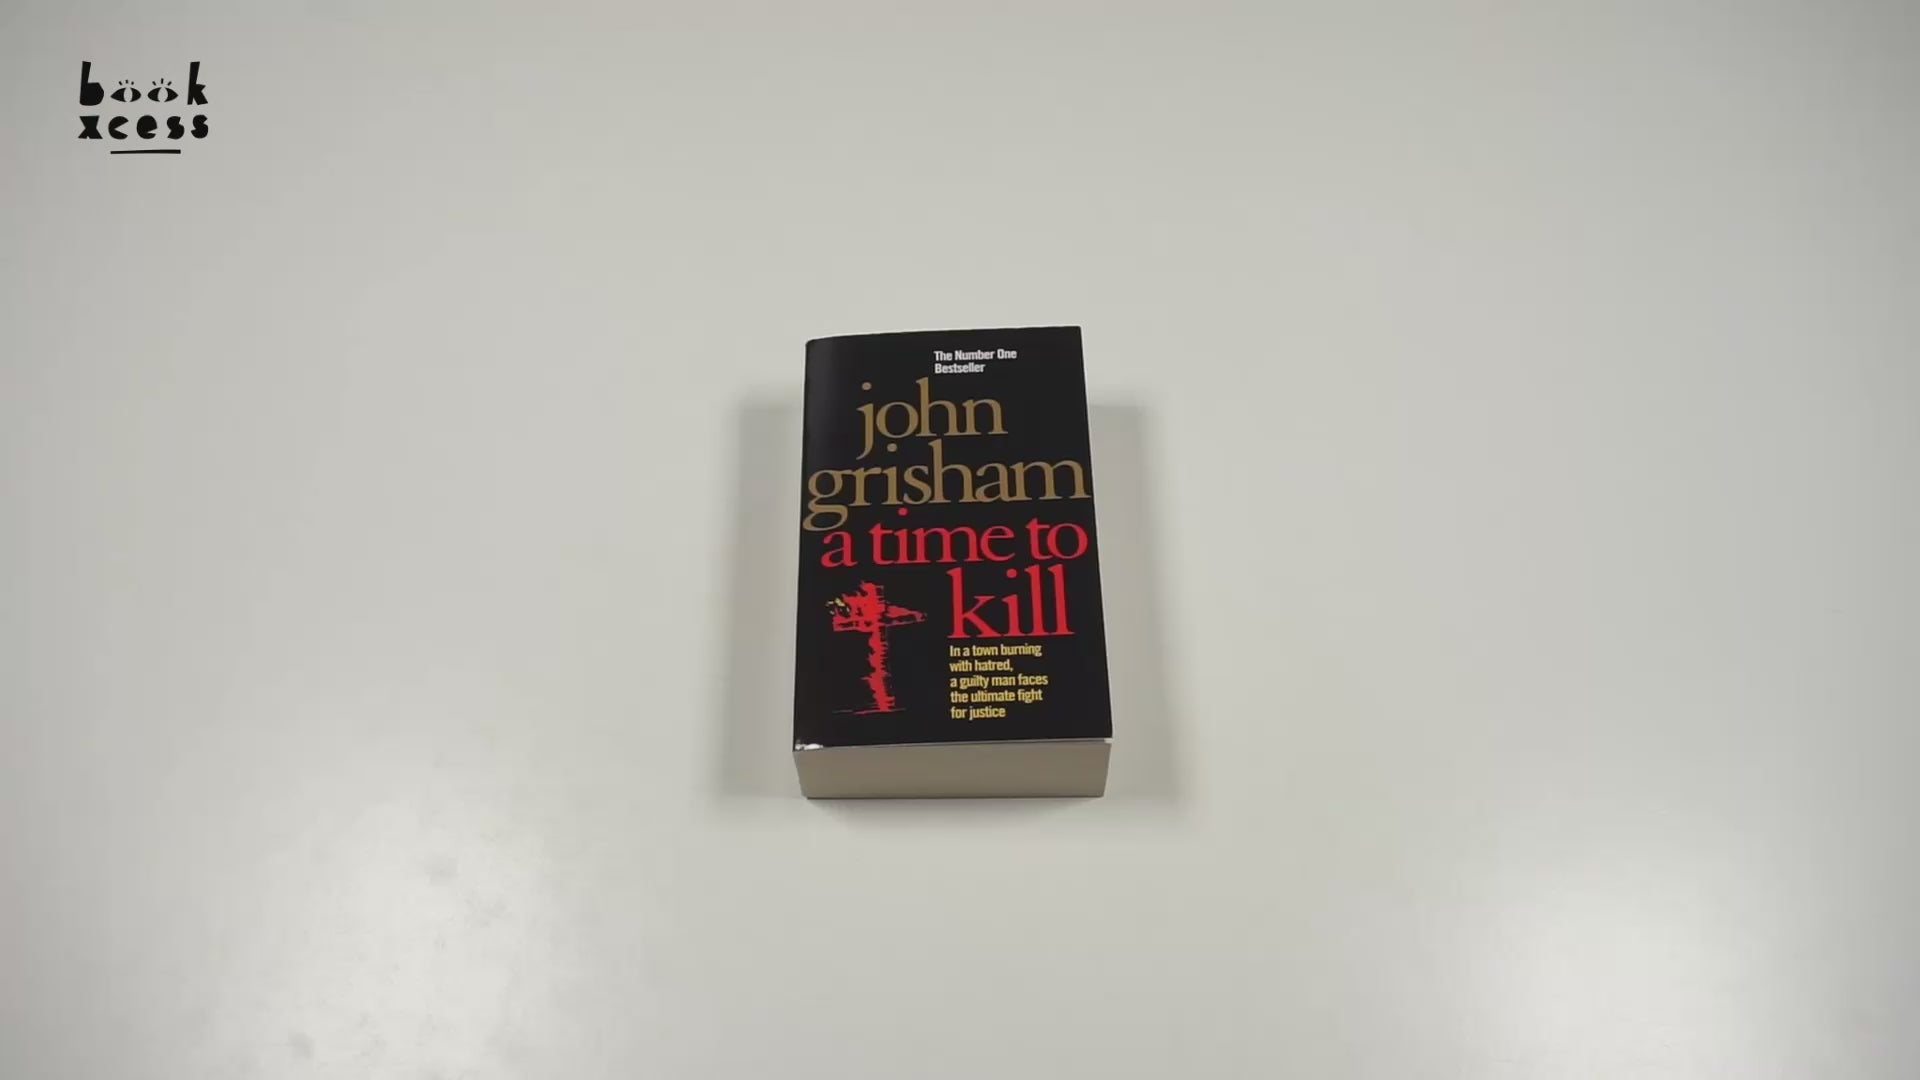 book
xcess
The Number One
Bestseller
john
grisham
a time to
kill
In a town burning
with hatred,
a guilty man faces
the ultimate fight
for justice